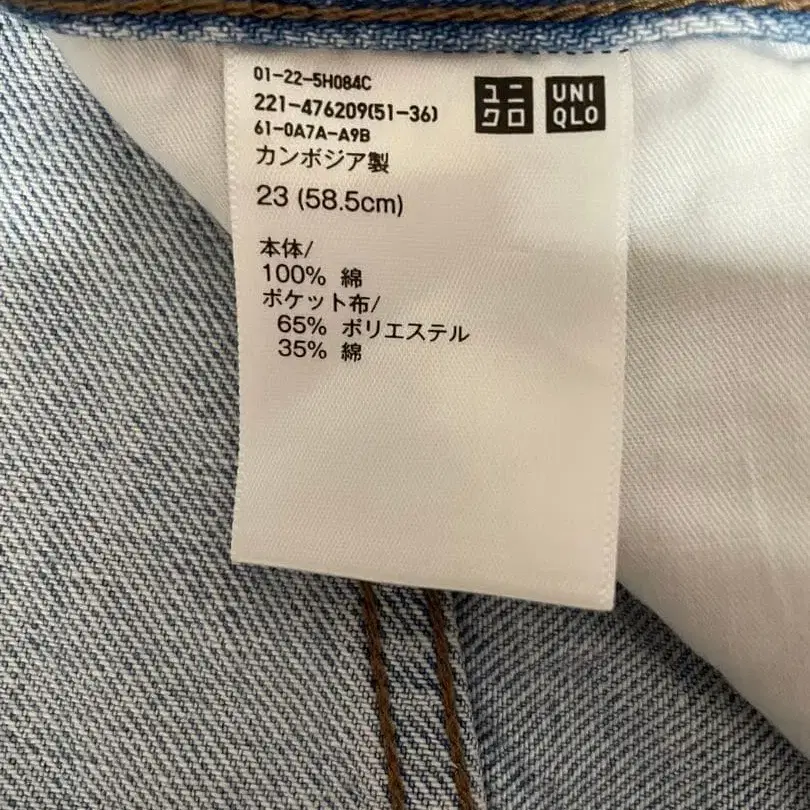 01-22-5H084C
221-476209(51-36)
61-0A7A-A9B
カンボジア製
ユニクロ
UNIQLO
23 (58.5cm)
本体/
100% 綿
ポケット布/
65% ポリエステル
35% 綿